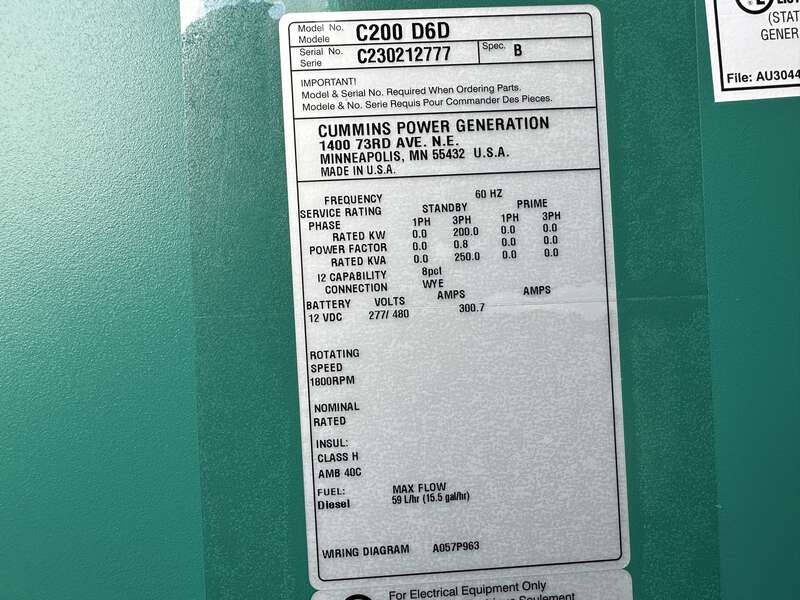 Model No. C200 D6D
Modele
Serial No. C230212777 Spec. B
Serie
IMPORTANT!
Model & Serial No. Required When Ordering Parts.
Modele & No. Serie Requis Pour Commander Des Pieces.
CUMMINS POWER GENERATION
1400 73RD AVE. N.E.
MINNEAPOLIS, MN 55432 U.S.A.
MADE IN U.S.A.
FREQUENCY 60 HZ
SERVICE RATING STANDBY PRIME
PHASE 1PH 3PH 1PH 3PH
RATED KW 0.0 200.0 0.0 0.0
POWER FACTOR 0.0 0.8 0.0 0.0
RATED KVA 0.0 250.0 0.0 0.0
I2 CAPABILITY 8pct
CONNECTION WYE
BATTERY VOLTS AMPS AMPS
12 VDC 277/ 480 300.7
ROTATING
SPEED
1800RPM
NOMINAL
RATED
INSUL:
CLASS H
AMB 40C
FUEL: MAX FLOW
Diesel 59 L/hr (15.5 gal/hr)
WIRING DIAGRAM A057P963
For Electrical Equipment Only
Seulement
(STAT
GENER
File: AU3044